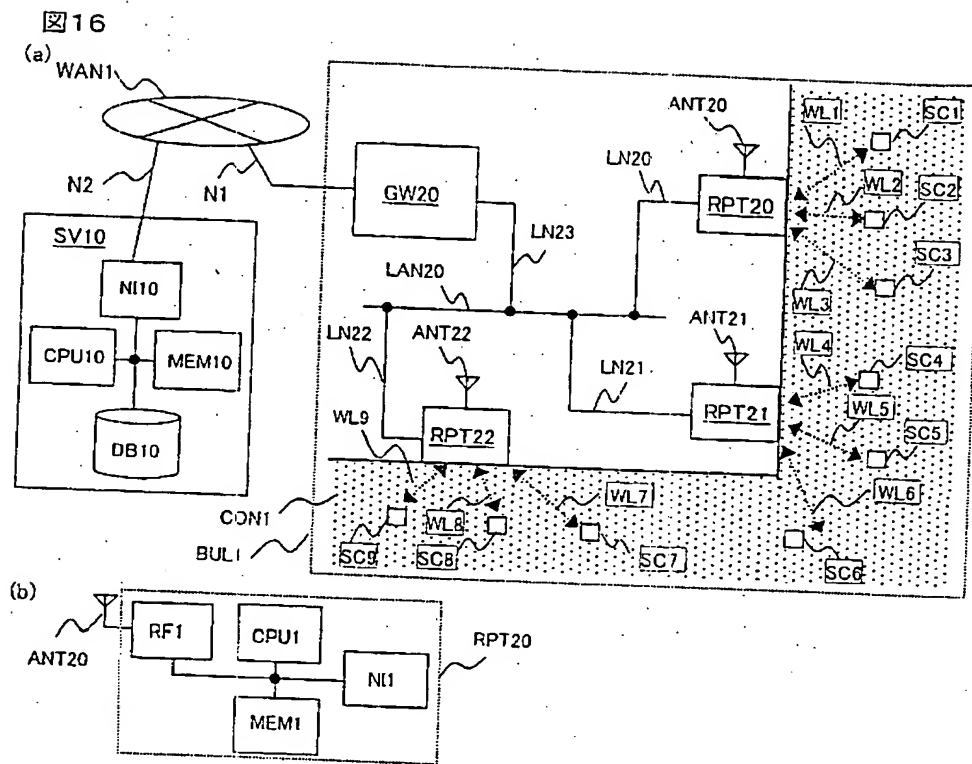 図16
(a)
WAN1
N2
N1
SV10
NI10
CPU10
MEM10
DB10
GW20
LN23
LAN20
LN20
ANT20
RPT20
WL1
SC1
WL2
SC2
SC3
WL3
LN22
ANT22
RPT22
WL9
LN21
ANT21
RPT21
WL4
SC4
WL5
SC5
WL6
SC6
CON1
BUL1
SC9
WL8
SC8
WL7
SC7
(b)
ANT20
RF1
CPU1
NI1
MEM1
RPT20